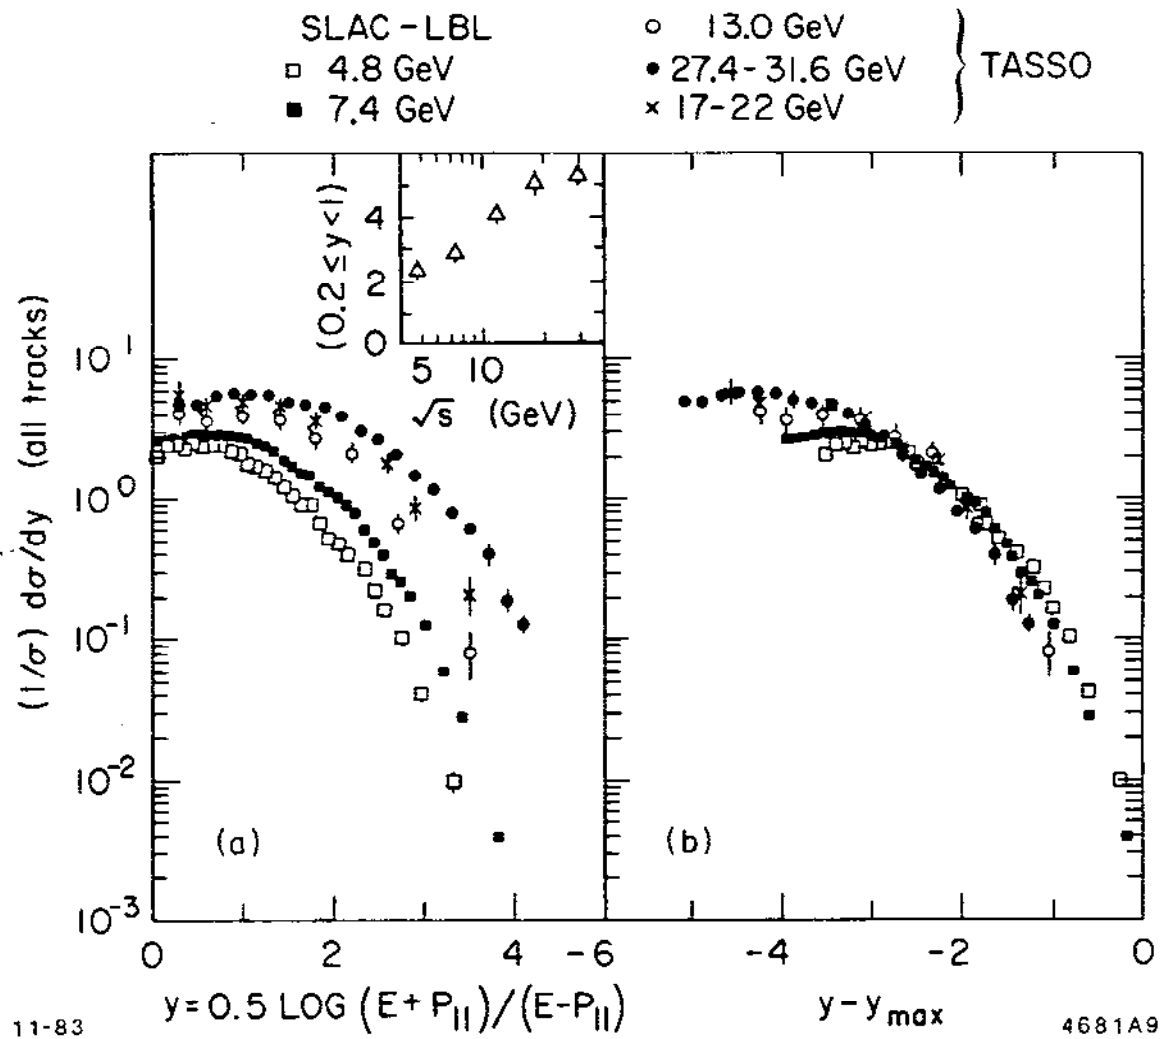 SLAC-LBL
□ 4.8 GeV
■ 7.4 GeV
○ 13.0 GeV
● 27.4-31.6 GeV
× 17-22 GeV
TASSO
(1/σ) dσ/dy (all tracks)
10¹
10⁰
10⁻¹
10⁻²
10⁻³
(0.2≤y<1)
4
2
0
5 10
√s (GeV)
(a)
(b)
0 2 4 -6 -4 -2 0
y=0.5 LOG (E+P||)/(E-P||)
y-ymax
11-83
4681A9